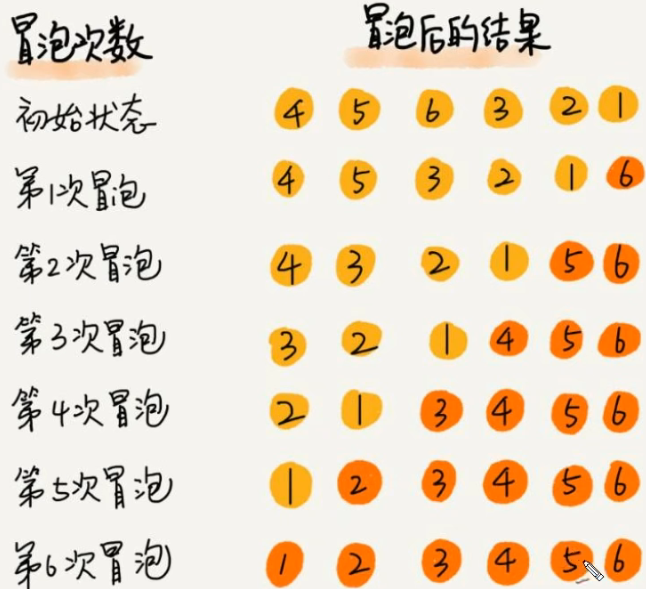 冒泡次数 冒泡后的结果
初始状态 4 5 6 3 2 1
第1次冒泡 4 5 3 2 1 6
第2次冒泡 4 3 2 1 5 6
第3次冒泡 3 2 1 4 5 6
第4次冒泡 2 1 3 4 5 6
第5次冒泡 1 2 3 4 5 6
第6次冒泡 1 2 3 4 5 6